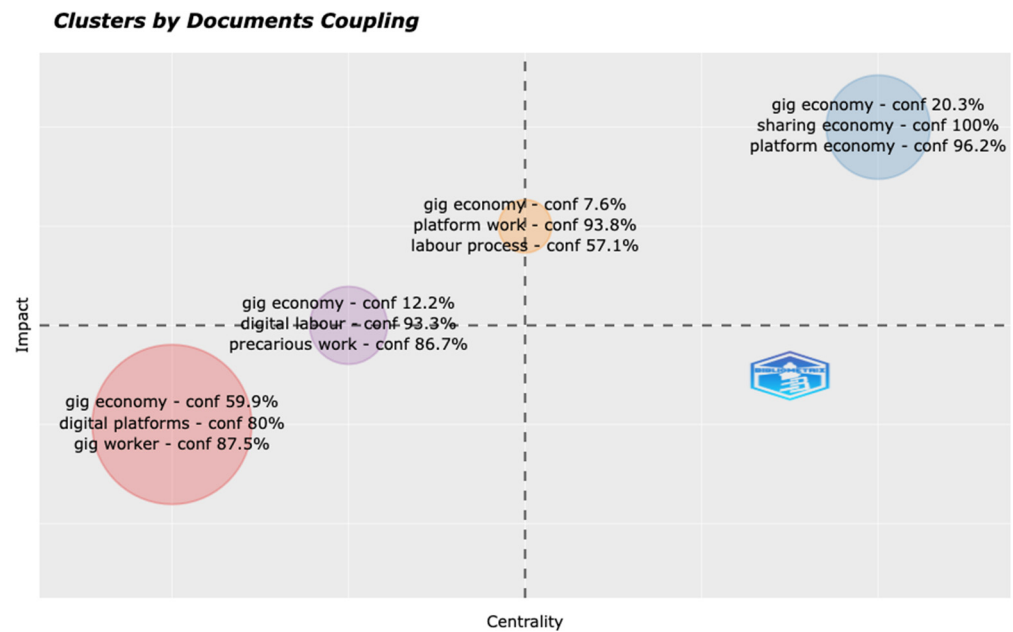 Clusters by Documents Coupling
gig economy - conf 20.3%
sharing economy - conf 100%
platform economy - conf 96.2%
gig economy - conf 7.6%
platform work - conf 93.8%
labour process - conf 57.1%
gig economy - conf 12.2%
digital labour - conf 93.3%
precarious work - conf 86.7%
gig economy - conf 59.9%
digital platforms - conf 80%
gig worker - conf 87.5%
BIBLIOMETRIX
Impact
Centrality